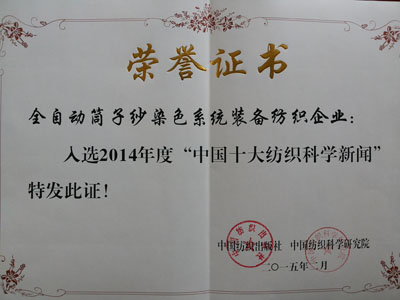 荣誉证书
全自动筒子纱染色系统装备纺织企业：
入选2014年度“中国十大纺织科学新闻”
特发此证！
中国纺织出版社 中国纺织科学研究院
二〇一五年 月